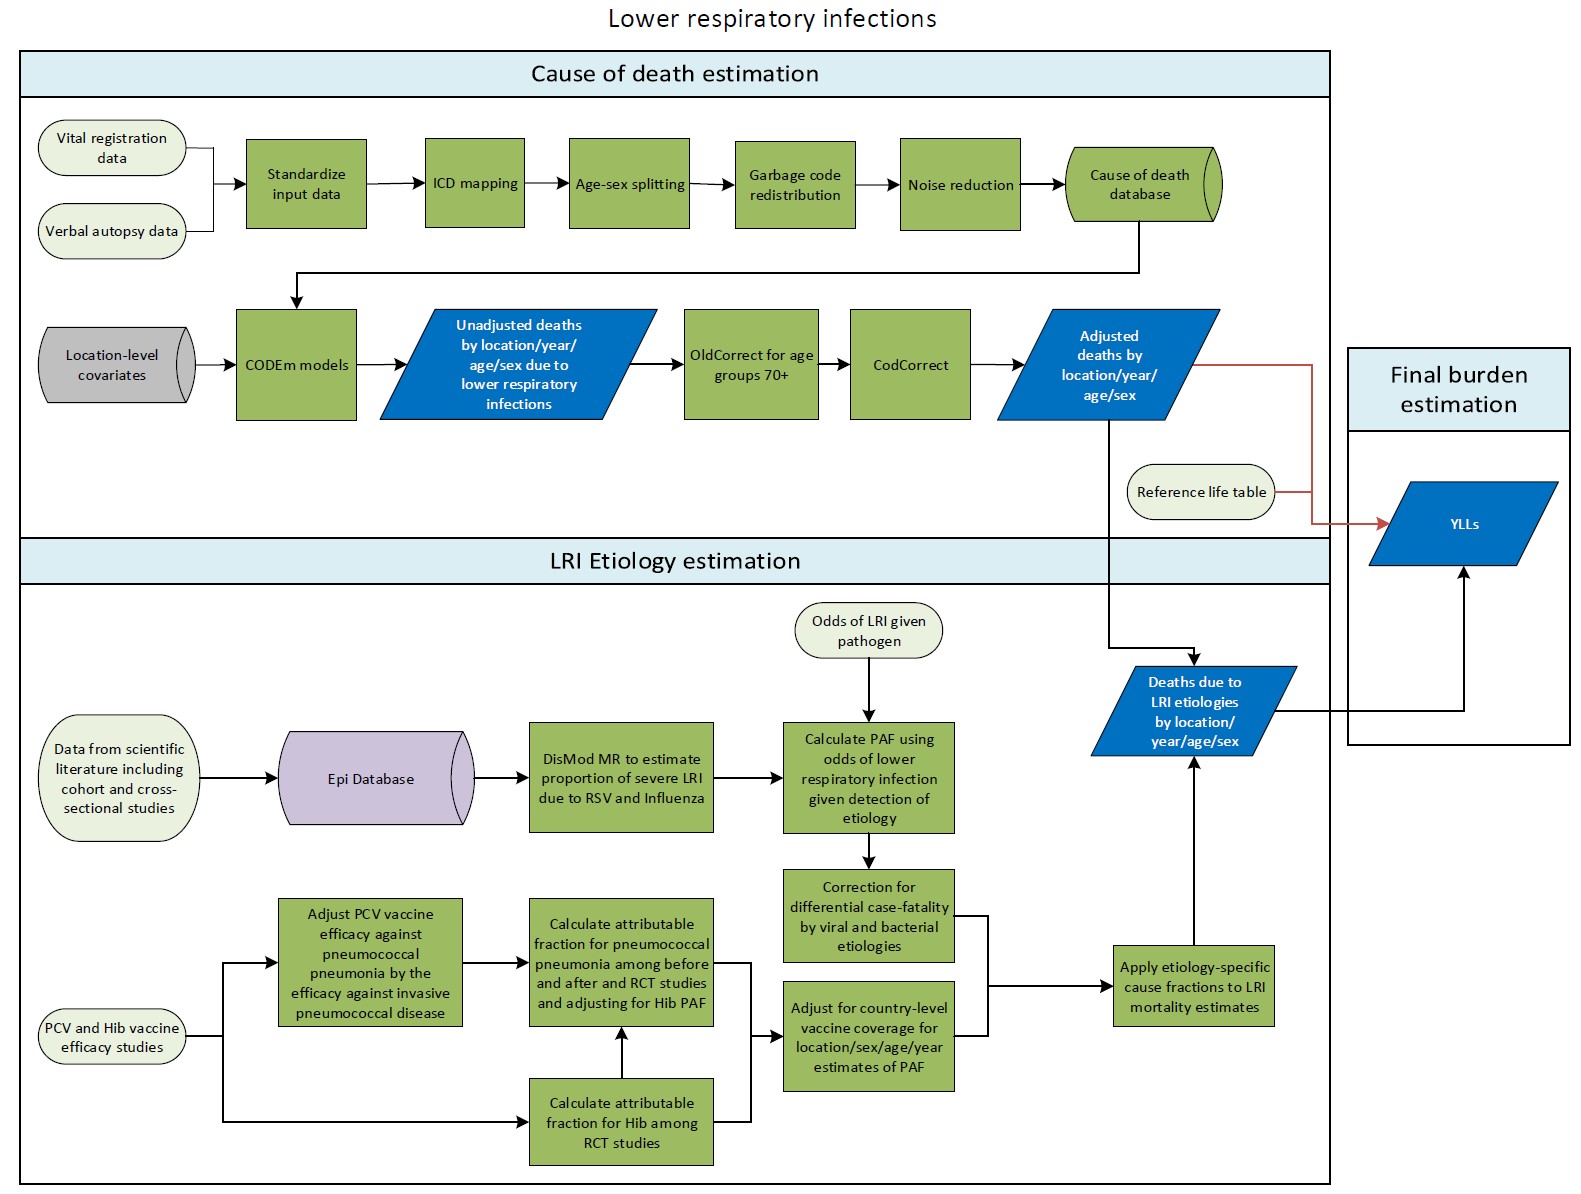 Lower respiratory infections
Cause of death estimation
Vital registration
data
Verbal autopsy data
Standardize
input data
ICD mapping
Age-sex splitting
Garbage code
redistribution
Noise reduction
Cause of death
database
Location-level
covariates
CODEm models
Unadjusted deaths
by location/year/
age/sex due to
lower respiratory
infections
OldCorrect for age
groups 70+
CodCorrect
Adjusted
deaths by
location/year/
age/sex
Reference life table
Final burden
estimation
YLLs
LRI Etiology estimation
Odds of LRI given
pathogen
Data from scientific
literature including
cohort and cross-
sectional studies
Epi Database
DisMod MR to estimate
proportion of severe LRI
due to RSV and Influenza
Calculate PAF using
odds of lower
respiratory infection
given detection of
etiology
Deaths due to
LRI etiologies
by location/
year/age/sex
Correction for
differential case-fatality
by viral and bacterial
etiologies
PCV and Hib vaccine
efficacy studies
Adjust PCV vaccine
efficacy against
pneumococcal
pneumonia by the
efficacy against invasive
pneumococcal disease
Calculate attributable
fraction for pneumococcal
pneumonia among before
and after and RCT studies
and adjusting for Hib PAF
Calculate attributable
fraction for Hib among
RCT studies
Adjust for country-level
vaccine coverage for
location/sex/age/year
estimates of PAF
Apply etiology-specific
cause fractions to LRI
mortality estimates